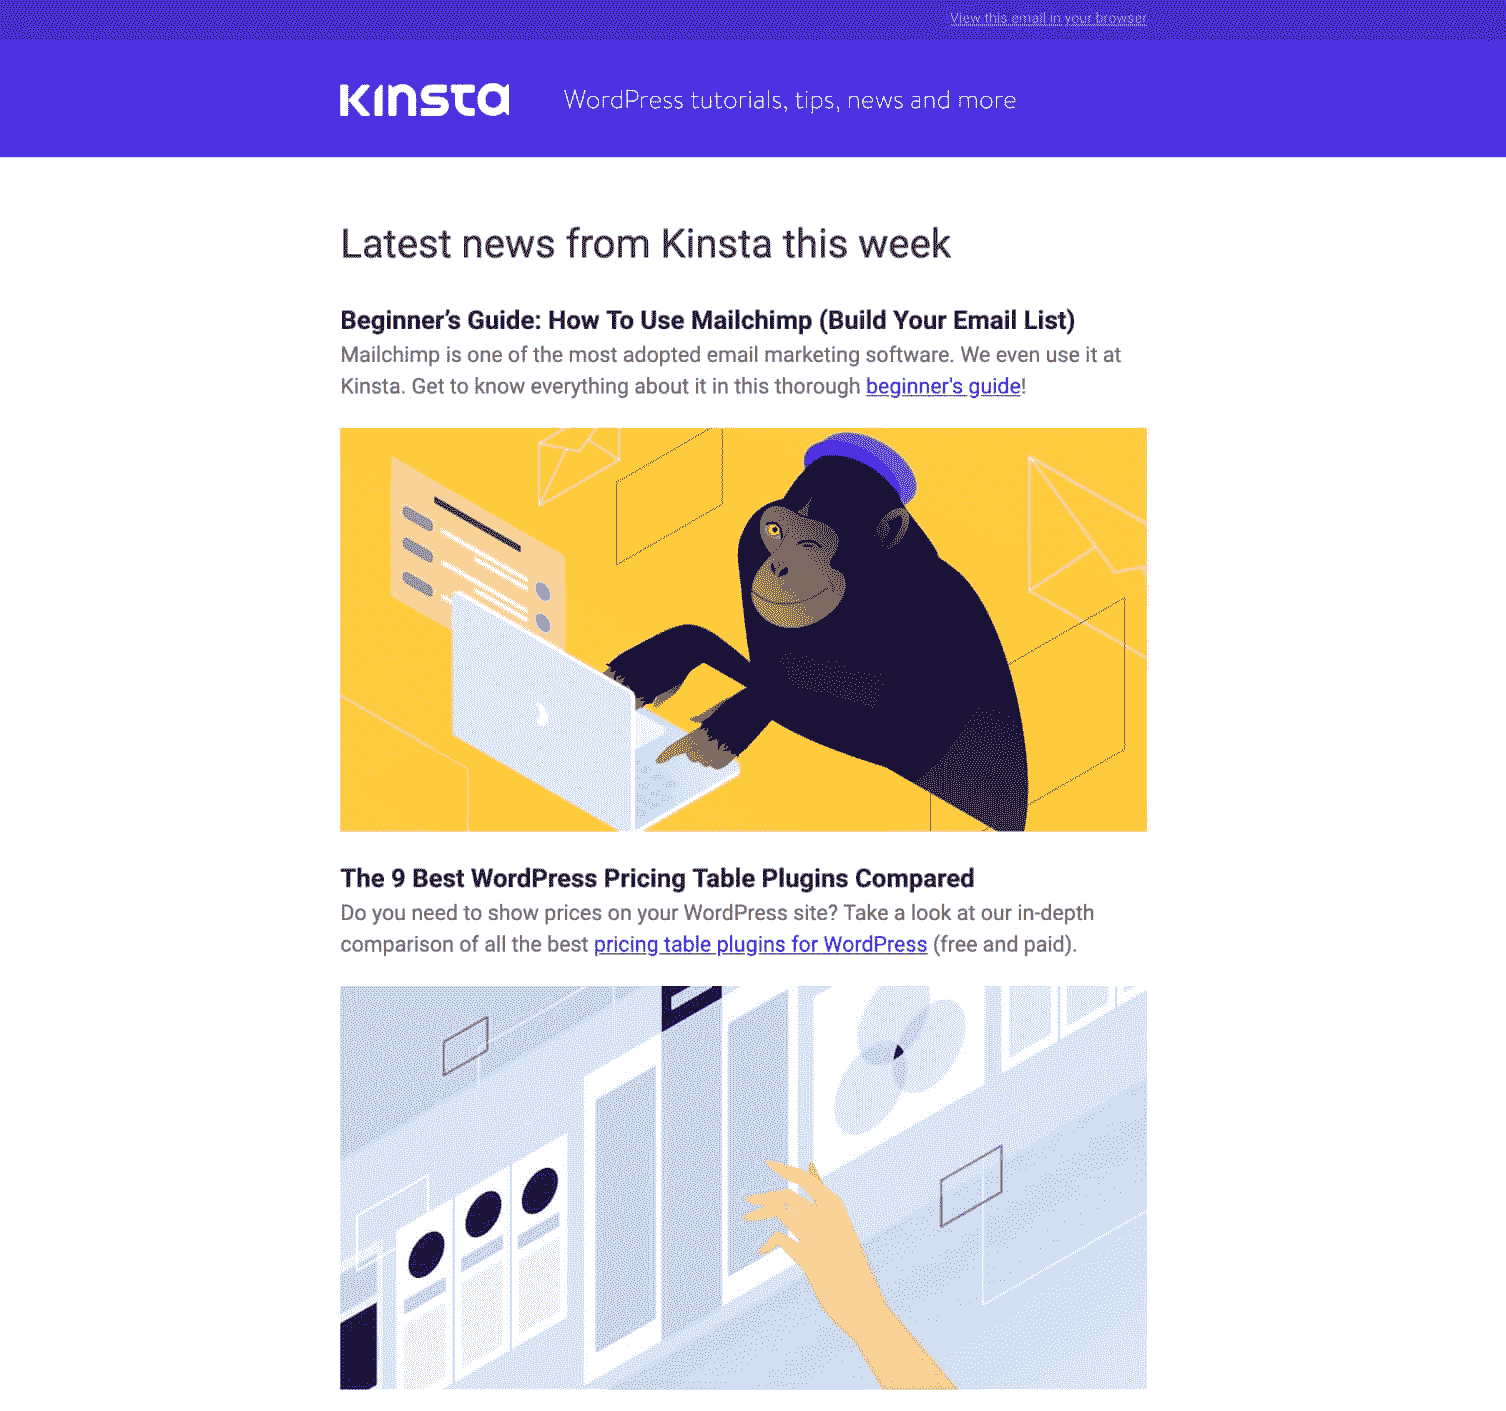 View this email in your browser
KINSTA
WordPress tutorials, tips, news and more
Latest news from Kinsta this week
Beginner’s Guide: How To Use Mailchimp (Build Your Email List)
Mailchimp is one of the most adopted email marketing software. We even use it at
Kinsta. Get to know everything about it in this thorough beginner's guide!
The 9 Best WordPress Pricing Table Plugins Compared
Do you need to show prices on your WordPress site? Take a look at our in-depth
comparison of all the best pricing table plugins for WordPress (free and paid).